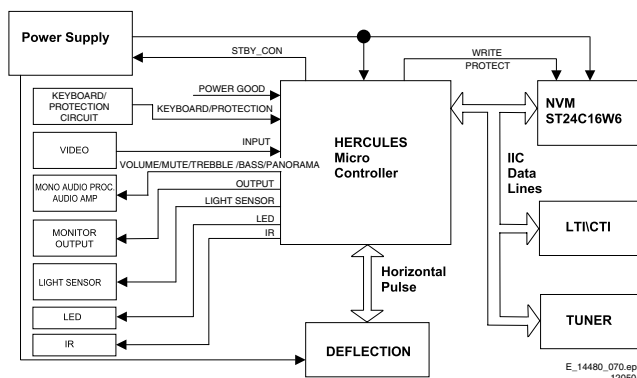 Power Supply
STBY_CON
WRITE
PROTECT
POWER GOOD
KEYBOARD/
PROTECTION
CIRCUIT
KEYBOARD/PROTECTION
HERCULES
Micro
Controller
NVM
ST24C16W6
VIDEO
INPUT
VOLUME/MUTE/TREBBLE /BASS/PANORAMA
IIC
Data
Lines
MONO AUDIO PROC.
AUDIO AMP
OUTPUT
LIGHT SENSOR
LED
IR
MONITOR
OUTPUT
LTI\CTI
LIGHT SENSOR
Horizontal
Pulse
LED
TUNER
IR
DEFLECTION
E_14480_070.ep